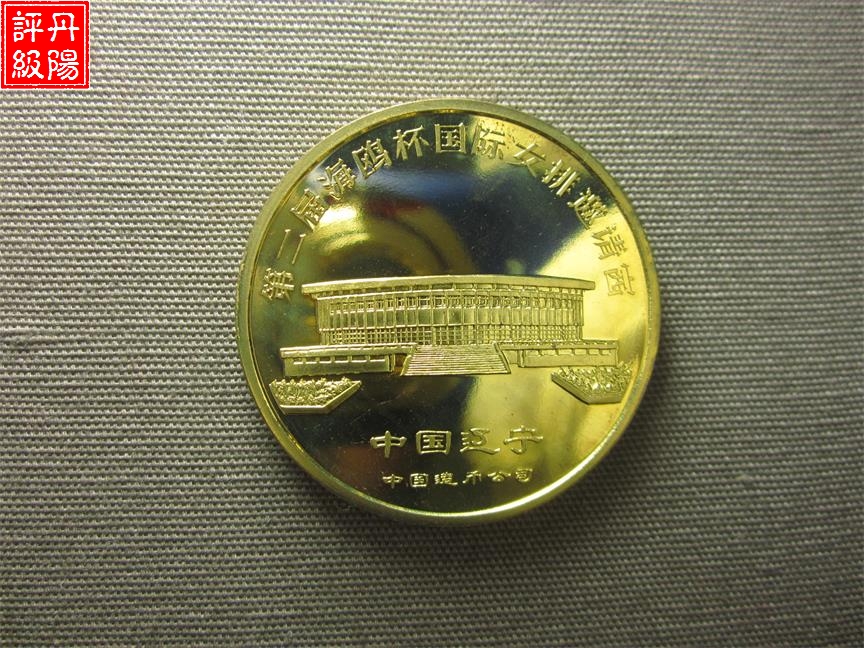 丹陽
評級
第二届海鸥杯国际女排邀请赛
中国辽宁
中国造币公司